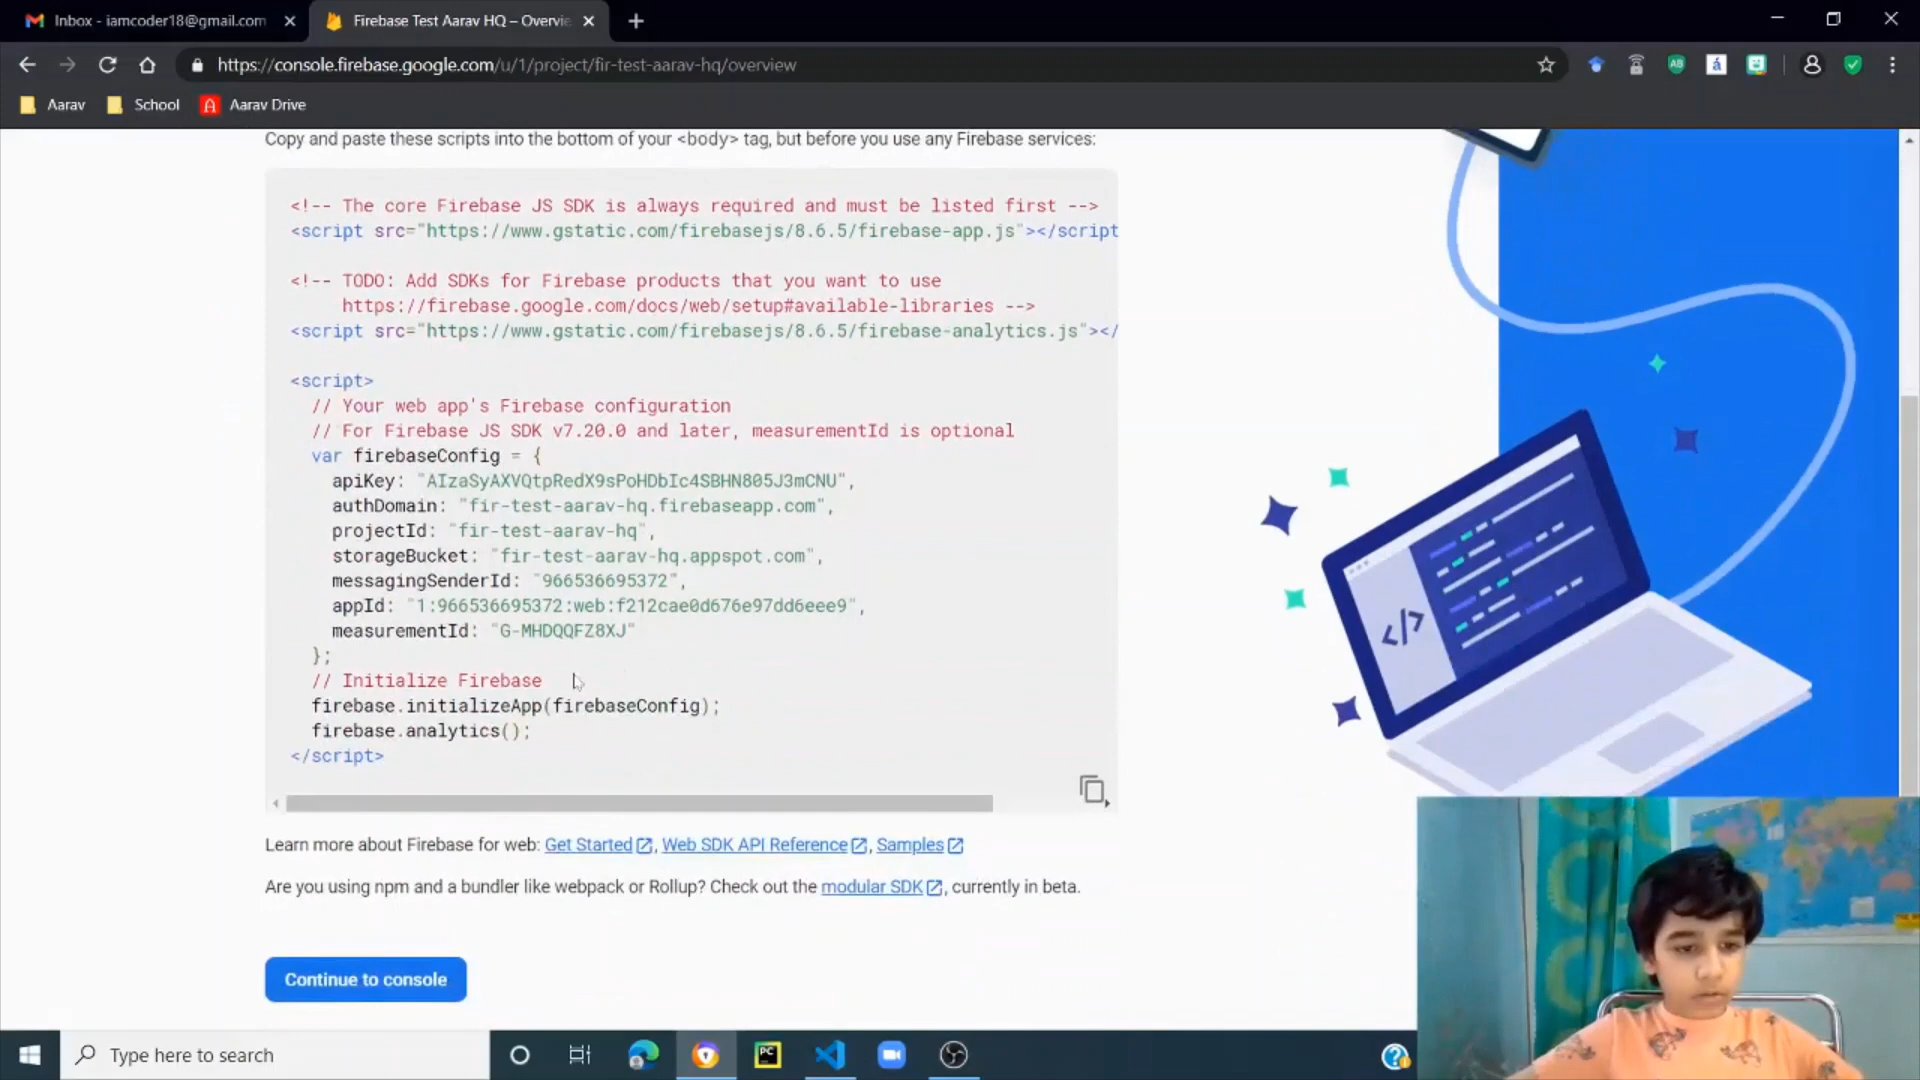 Inbox - iamcoder18@gmail.com
Firebase Test Aarav HQ – Overvie
https://console.firebase.google.com/u/1/project/fir-test-aarav-hq/overview
Aarav School Aarav Drive
Copy and paste these scripts into the bottom of your <body> tag, but before you use any Firebase services:
<!-- The core Firebase JS SDK is always required and must be listed first -->
<script src="https://www.gstatic.com/firebasejs/8.6.5/firebase-app.js"></script
<!-- TODO: Add SDKs for Firebase products that you want to use
https://firebase.google.com/docs/web/setup#available-libraries -->
<script src="https://www.gstatic.com/firebasejs/8.6.5/firebase-analytics.js"></
<script>
// Your web app's Firebase configuration
// For Firebase JS SDK v7.20.0 and later, measurementId is optional
var firebaseConfig = {
apiKey: "AIzaSyAXVQtpRedX9sPoHDbIc4SBHN805J3mCNU",
authDomain: "fir-test-aarav-hq.firebaseapp.com",
projectId: "fir-test-aarav-hq",
storageBucket: "fir-test-aarav-hq.appspot.com",
messagingSenderId: "966536695372",
appId: "1:966536695372:web:f212cae0d676e97dd6eee9",
measurementId: "G-MHDQQFZ8XJ"
};
// Initialize Firebase
firebase.initializeApp(firebaseConfig);
firebase.analytics();
</script>
Learn more about Firebase for web: Get Started, Web SDK API Reference, Samples
Are you using npm and a bundler like webpack or Rollup? Check out the modular SDK, currently in beta.
Continue to console
Type here to search